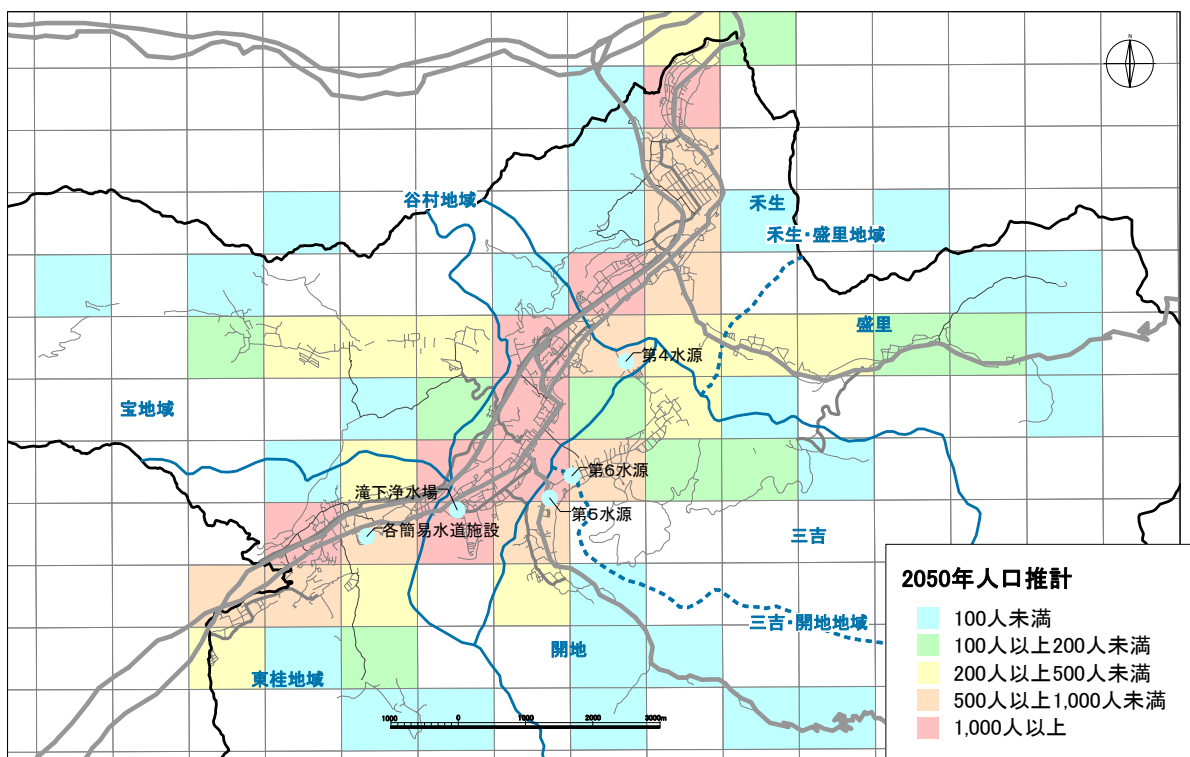 N
谷村地域
禾生
禾生・盛里地域
盛里
第4水源
宝地域
第6水源
滝下浄水場
第5水源
各簡易水道施設
三吉
三吉・開地地域
開地
東桂地域
1000 0 1000 2000 3000m
2050年人口推計
100人未満
100人以上200人未満
200人以上500人未満
500人以上1,000人未満
1,000人以上